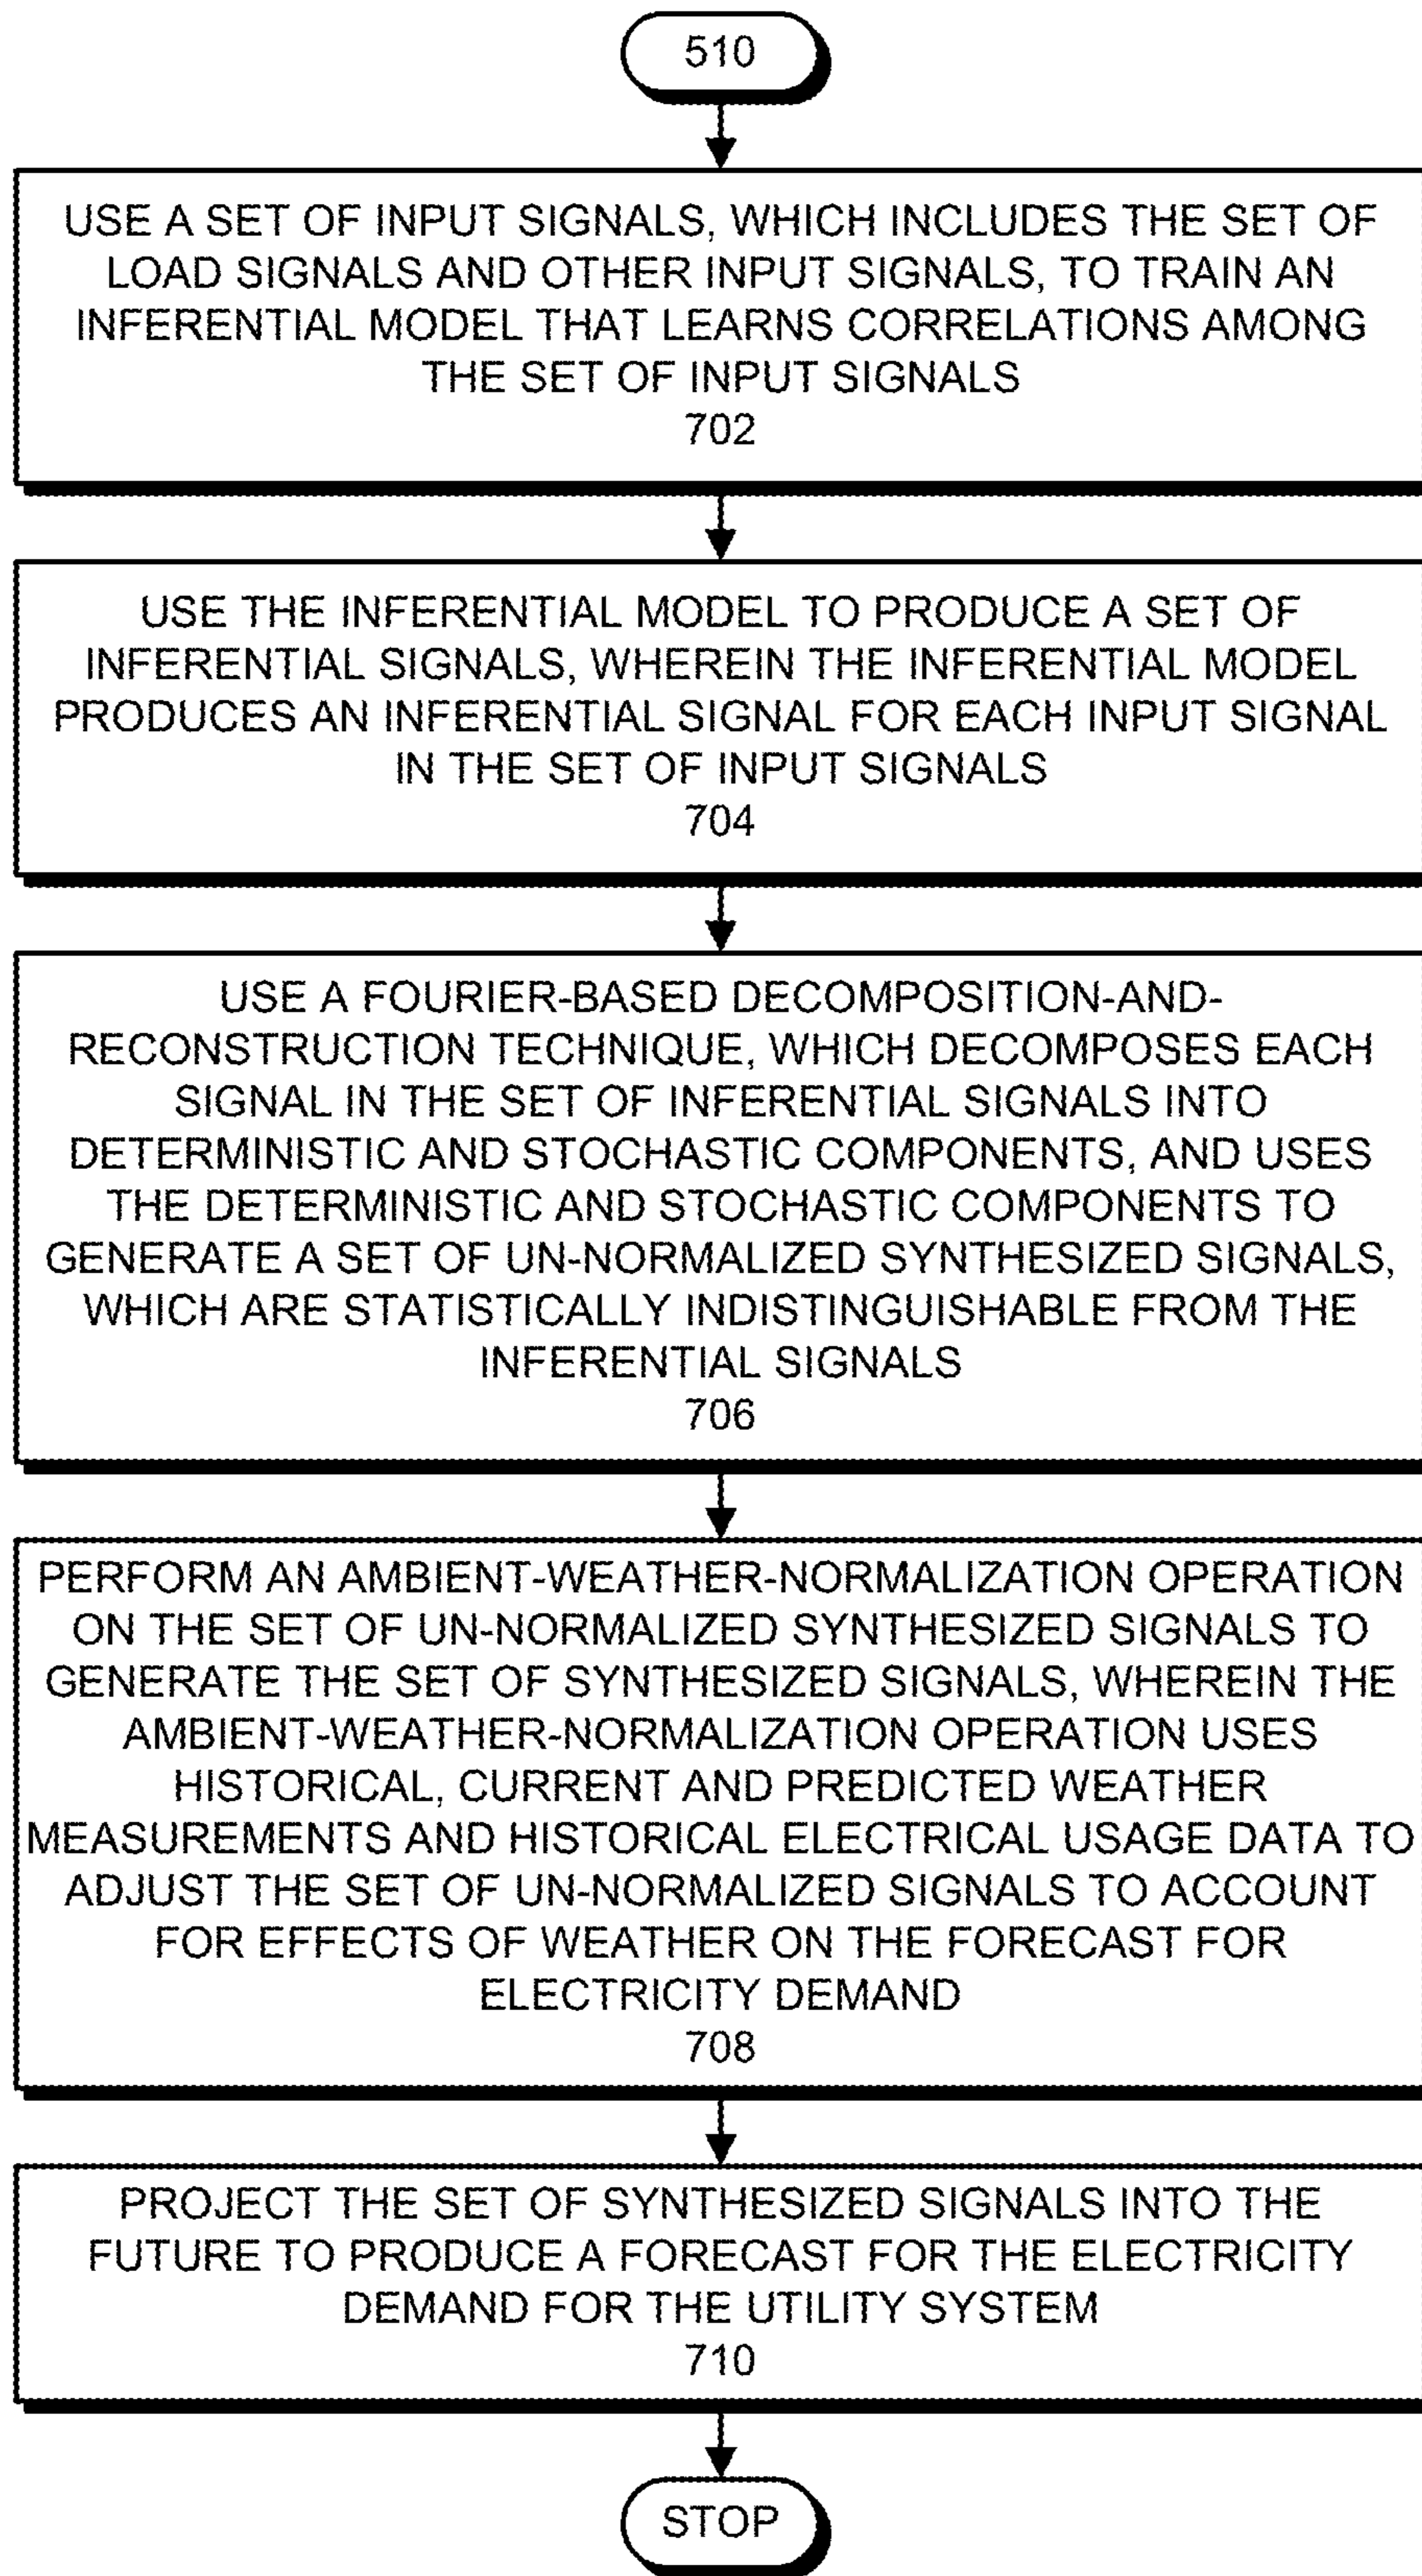 510
USE A SET OF INPUT SIGNALS, WHICH INCLUDES THE SET OF
LOAD SIGNALS AND OTHER INPUT SIGNALS, TO TRAIN AN
INFERENTIAL MODEL THAT LEARNS CORRELATIONS AMONG
THE SET OF INPUT SIGNALS
702
USE THE INFERENTIAL MODEL TO PRODUCE A SET OF
INFERENTIAL SIGNALS, WHEREIN THE INFERENTIAL MODEL
PRODUCES AN INFERENTIAL SIGNAL FOR EACH INPUT SIGNAL
IN THE SET OF INPUT SIGNALS
704
USE A FOURIER-BASED DECOMPOSITION-AND-
RECONSTRUCTION TECHNIQUE, WHICH DECOMPOSES EACH
SIGNAL IN THE SET OF INFERENTIAL SIGNALS INTO
DETERMINISTIC AND STOCHASTIC COMPONENTS, AND USES
THE DETERMINISTIC AND STOCHASTIC COMPONENTS TO
GENERATE A SET OF UN-NORMALIZED SYNTHESIZED SIGNALS,
WHICH ARE STATISTICALLY INDISTINGUISHABLE FROM THE
INFERENTIAL SIGNALS
706
PERFORM AN AMBIENT-WEATHER-NORMALIZATION OPERATION
ON THE SET OF UN-NORMALIZED SYNTHESIZED SIGNALS TO
GENERATE THE SET OF SYNTHESIZED SIGNALS, WHEREIN THE
AMBIENT-WEATHER-NORMALIZATION OPERATION USES
HISTORICAL, CURRENT AND PREDICTED WEATHER
MEASUREMENTS AND HISTORICAL ELECTRICAL USAGE DATA TO
ADJUST THE SET OF UN-NORMALIZED SIGNALS TO ACCOUNT
FOR EFFECTS OF WEATHER ON THE FORECAST FOR
ELECTRICITY DEMAND
708
PROJECT THE SET OF SYNTHESIZED SIGNALS INTO THE
FUTURE TO PRODUCE A FORECAST FOR THE ELECTRICITY
DEMAND FOR THE UTILITY SYSTEM
710
STOP